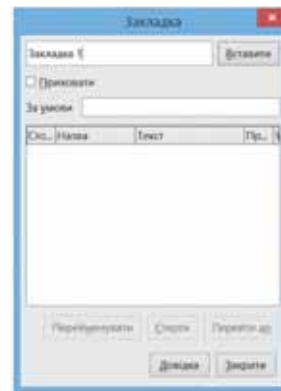 Закладка
Закладка 1 Вставити
Приховати
За умови
Назва Текст
Перейменувати Стерти Перейти до
Довідка Закрити